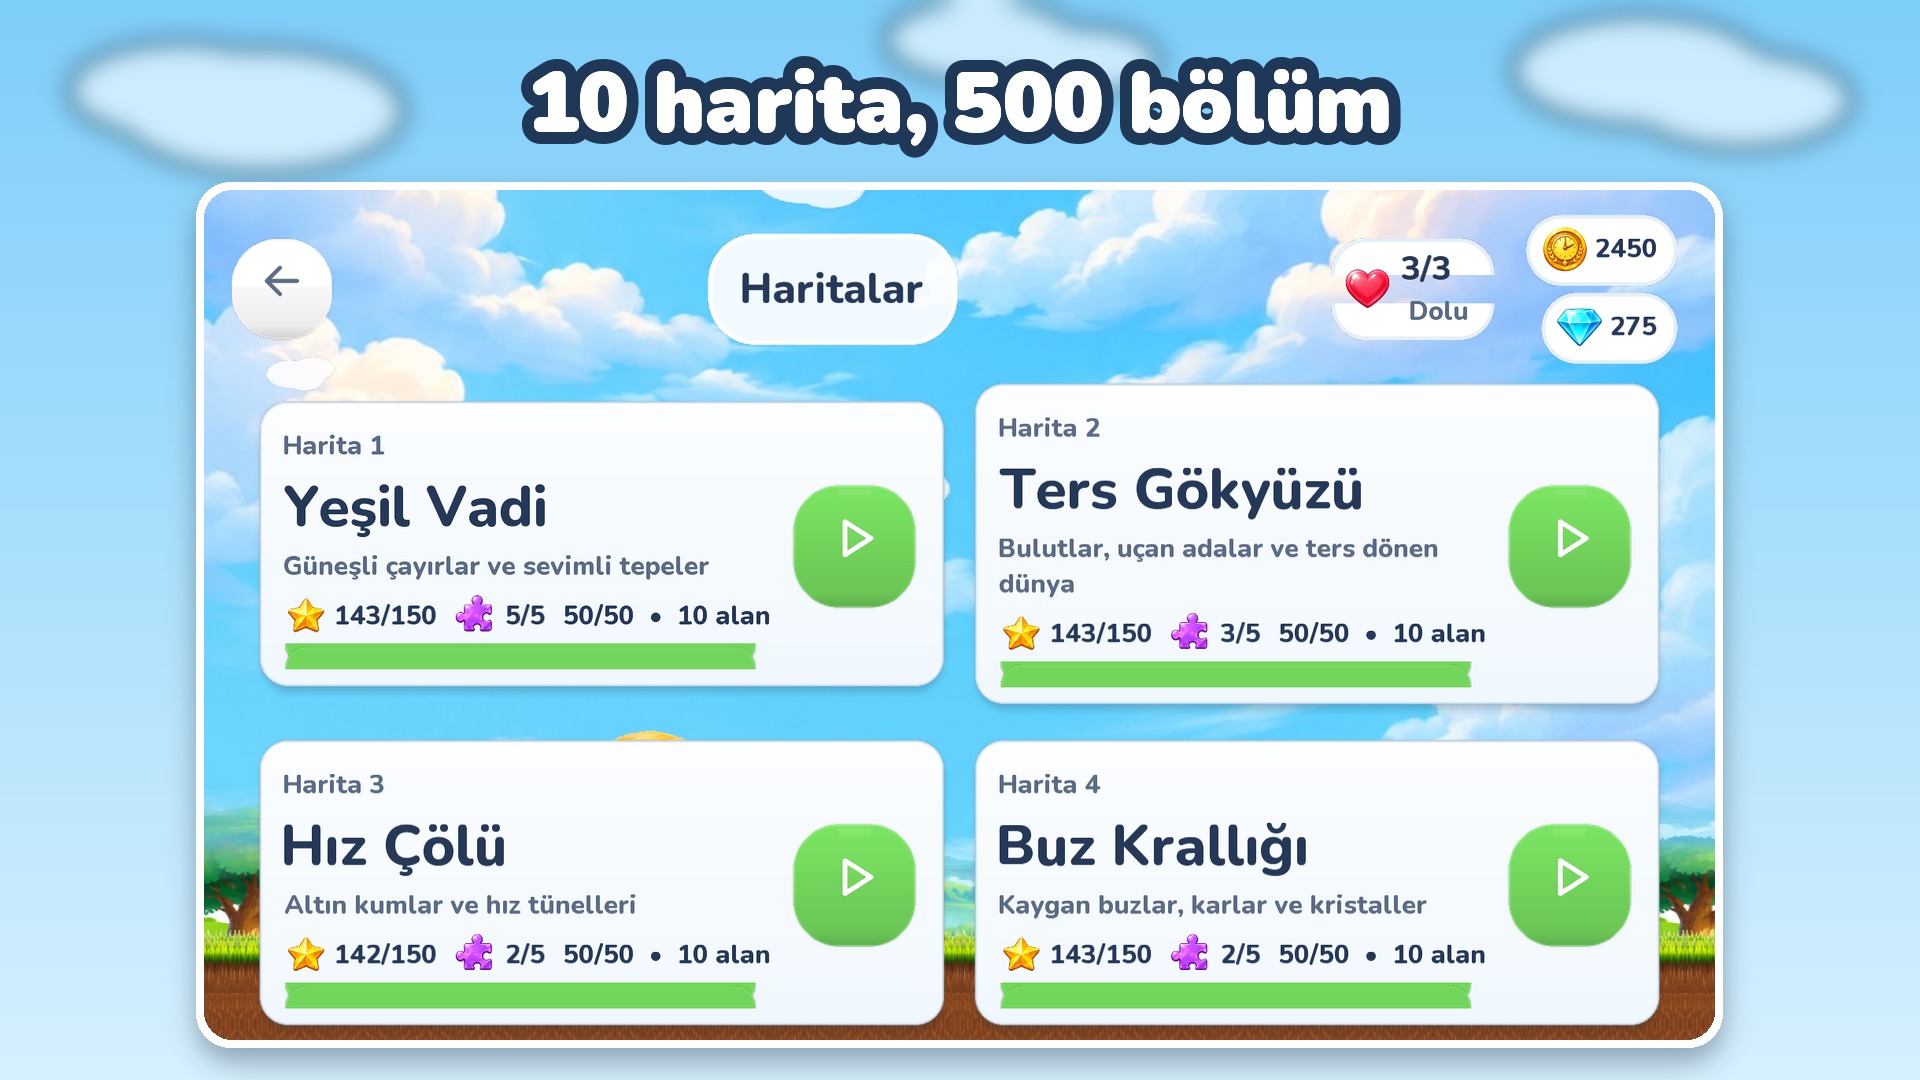 10 harita, 500 bölüm
Haritalar
3/3
Dolu
2450
275
Harita 1
Yeşil Vadi
Güneşli çayırlar ve sevimli tepeler
143/150 5/5 50/50 • 10 alan
Harita 2
Ters Gökyüzü
Bulutlar, uçan adalar ve ters dönen
dünya
143/150 3/5 50/50 • 10 alan
Harita 3
Hız Çölü
Altın kumlar ve hız tünelleri
142/150 2/5 50/50 • 10 alan
Harita 4
Buz Krallığı
Kaygan buzlar, karlar ve kristaller
143/150 2/5 50/50 • 10 alan